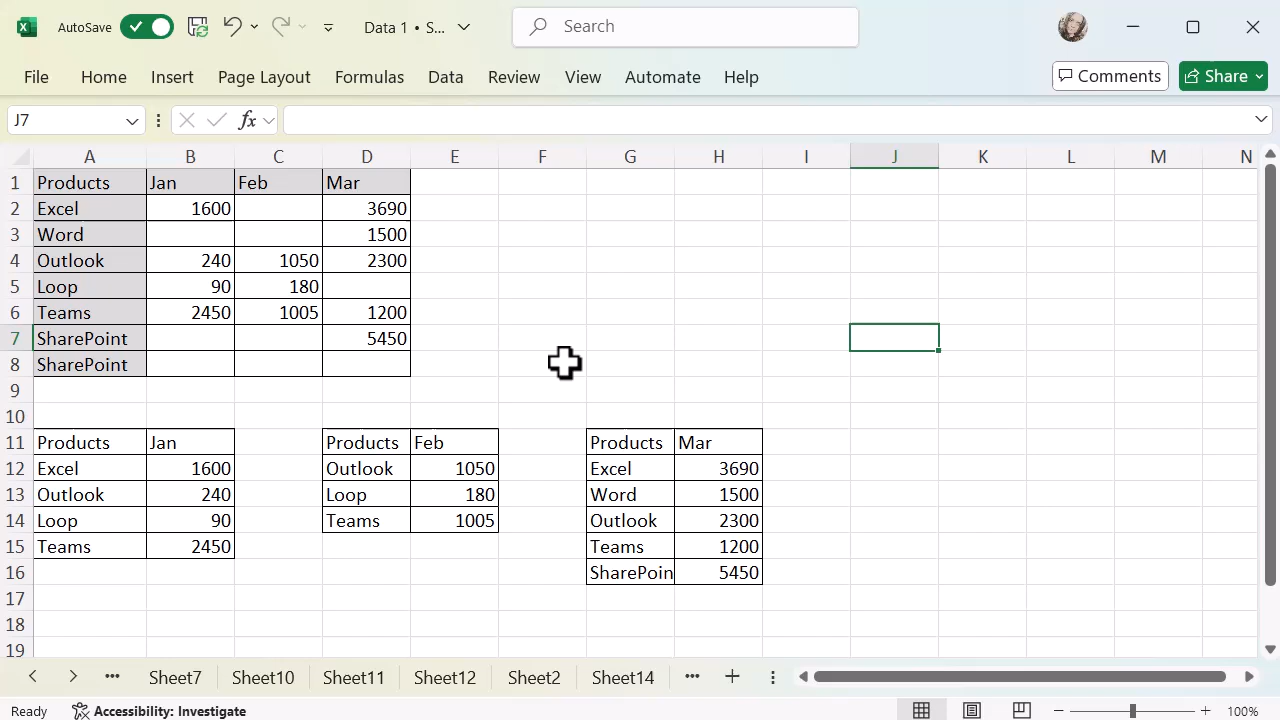 AutoSave Data 1 • S... Search
File Home Insert Page Layout Formulas Data Review View Automate Help Comments Share
J7 fx
A B C D E F G H I J K L M N
1 Products Jan Feb Mar
2 Excel 1600 3690
3 Word 1500
4 Outlook 240 1050 2300
5 Loop 90 180
6 Teams 2450 1005 1200
7 SharePoint 5450
8 SharePoint
9
10
11 Products Jan Products Feb Products Mar
12 Excel 1600 Outlook 1050 Excel 3690
13 Outlook 240 Loop 180 Word 1500
14 Loop 90 Teams 1005 Outlook 2300
15 Teams 2450 Teams 1200
16 SharePoin 5450
17
18
19
Sheet7 Sheet10 Sheet11 Sheet12 Sheet2 Sheet14
Ready Accessibility: Investigate 100%